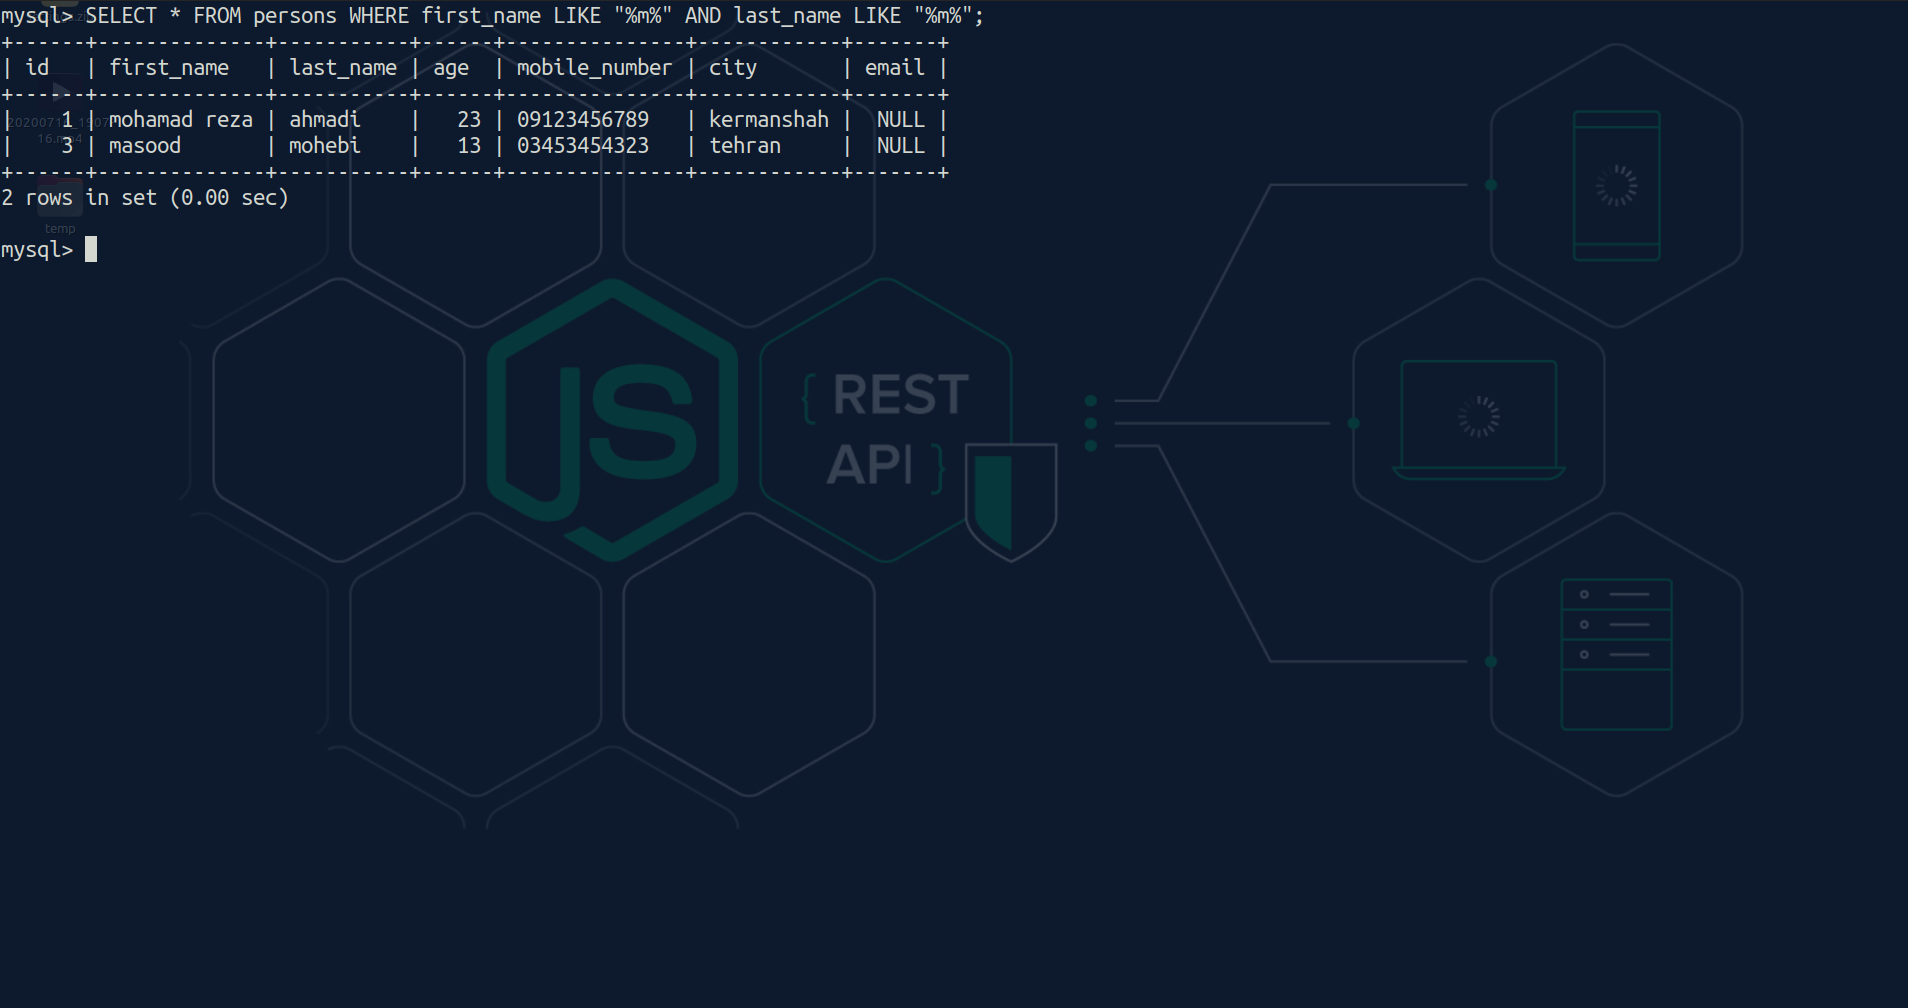 mysql> SELECT * FROM persons WHERE first_name LIKE "%m%" AND last_name LIKE "%m%";
+------+--------------+-----------+------+---------------+------------+-------+
| id   | first_name   | last_name | age  | mobile_number | city       | email |
+------+--------------+-----------+------+---------------+------------+-------+
|    1 | mohamad reza | ahmadi    |   23 | 09123456789   | kermanshah |  NULL |
|    3 | masood       | mohebi    |   13 | 03453454323   | tehran     |  NULL |
+------+--------------+-----------+------+---------------+------------+-------+
2 rows in set (0.00 sec)
temp
mysql>
JS
{ REST
API }